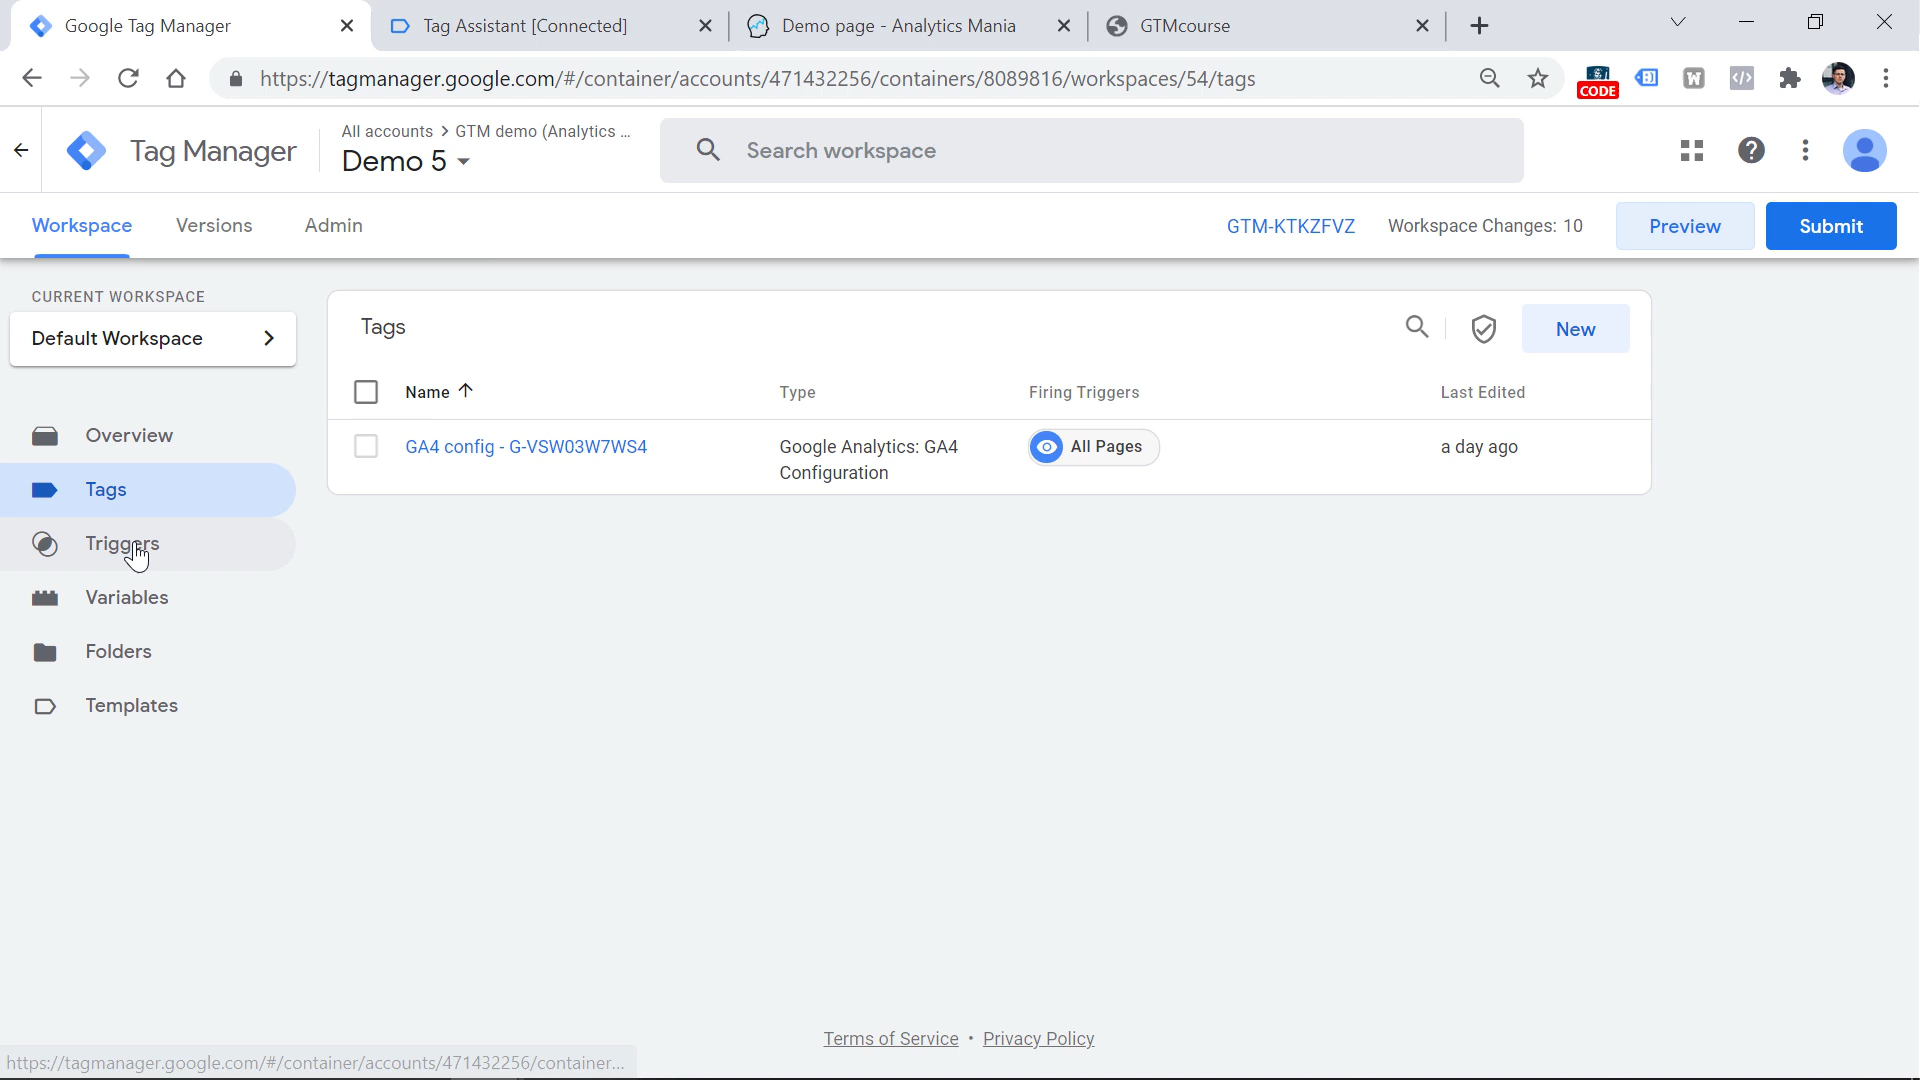 Google Tag Manager
Tag Assistant [Connected]
Demo page - Analytics Mania
GTMcourse
https://tagmanager.google.com/#/container/accounts/471432256/containers/8089816/workspaces/54/tags
CODE
W
Tag Manager
All accounts > GTM demo (Analytics ...
Demo 5
Search workspace
Workspace
Versions
Admin
GTM-KTKZFVZ
Workspace Changes: 10
Preview
Submit
CURRENT WORKSPACE
Default Workspace
Overview
Tags
Triggers
Variables
Folders
Templates
Tags
New
Name
Type
Firing Triggers
Last Edited
GA4 config - G-VSW03W7WS4
Google Analytics: GA4
Configuration
All Pages
a day ago
Terms of Service • Privacy Policy
https://tagmanager.google.com/#/container/accounts/471432256/container...